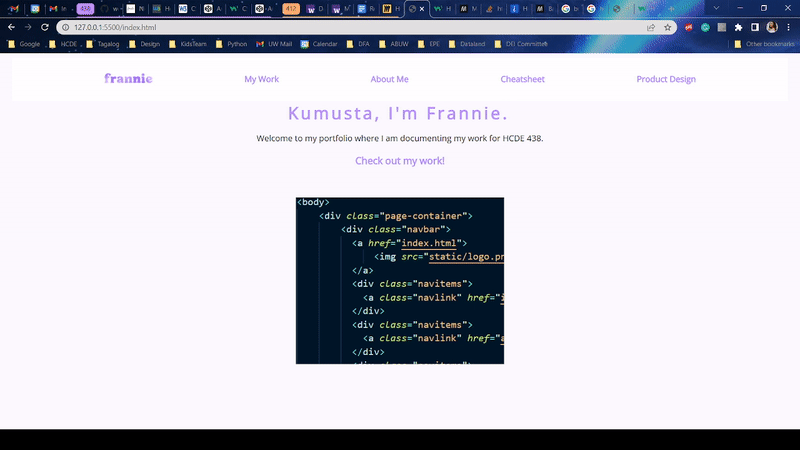 127.0.0.1:5500/index.html
Google HCDE Tagalog Design KidsTeam Python UW Mail Calendar DFA ABUW EPE Dataland DEI Committee Other bookmarks
frannie My Work About Me Cheatsheet Product Design
Kumusta, I'm Frannie.
Welcome to my portfolio where I am documenting my work for HCDE 438.
Check out my work!
<body>
<div class="page-container">
<div class="navbar">
<a href="index.html">
<img src="static/logo.pn
</a>
<div class="navitems">
<a class="navlink" href="i
</div>
<div class="navitems">
<a class="navlink" href="a
</div>